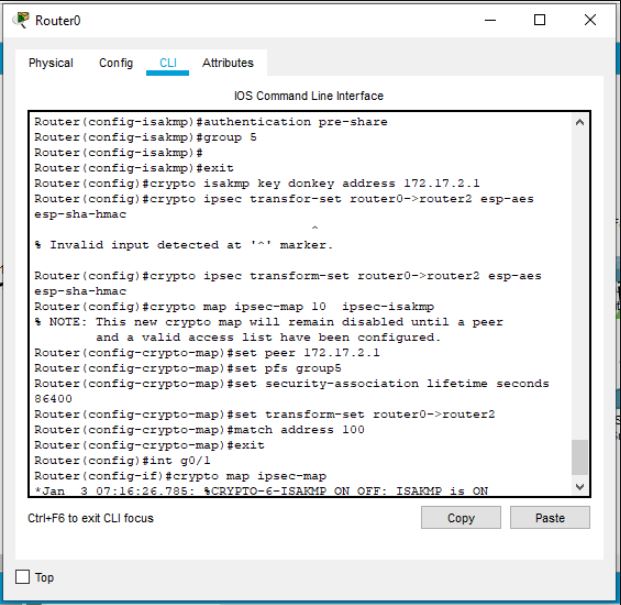 Router0
Physical Config CLI Attributes
IOS Command Line Interface
Router(config-isakmp)#authentication pre-share
Router(config-isakmp)#group 5
Router(config-isakmp)#
Router(config-isakmp)#exit
Router(config)#crypto isakmp key donkey address 172.17.2.1
Router(config)#crypto ipsec transfor-set router0->router2 esp-aes
esp-sha-hmac
^
% Invalid input detected at '^' marker.
Router(config)#crypto ipsec transform-set router0->router2 esp-aes
esp-sha-hmac
Router(config)#crypto map ipsec-map 10  ipsec-isakmp
% NOTE: This new crypto map will remain disabled until a peer
and a valid access list have been configured.
Router(config-crypto-map)#set peer 172.17.2.1
Router(config-crypto-map)#set pfs group5
Router(config-crypto-map)#set security-association lifetime seconds
86400
Router(config-crypto-map)#set transform-set router0->router2
Router(config-crypto-map)#match address 100
Router(config-crypto-map)#exit
Router(config)#int g0/1
Router(config-if)#crypto map ipsec-map
*Jan  3 07:16:26.785: %CRYPTO-6-ISAKMP_ON_OFF: ISAKMP is ON
Ctrl+F6 to exit CLI focus
Copy Paste
Top